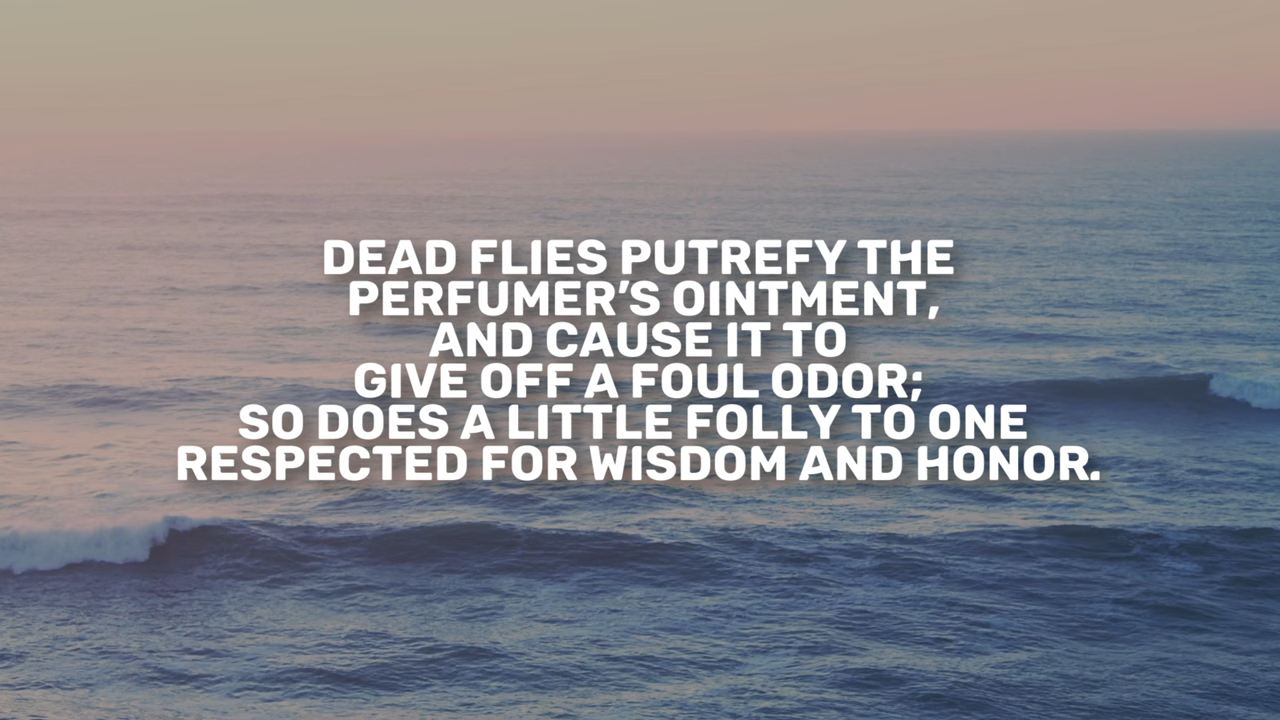 DEAD FLIES PUTREFY THE
PERFUMER’S OINTMENT,
AND CAUSE IT TO
GIVE OFF A FOUL ODOR;
SO DOES A LITTLE FOLLY TO ONE
RESPECTED FOR WISDOM AND HONOR.